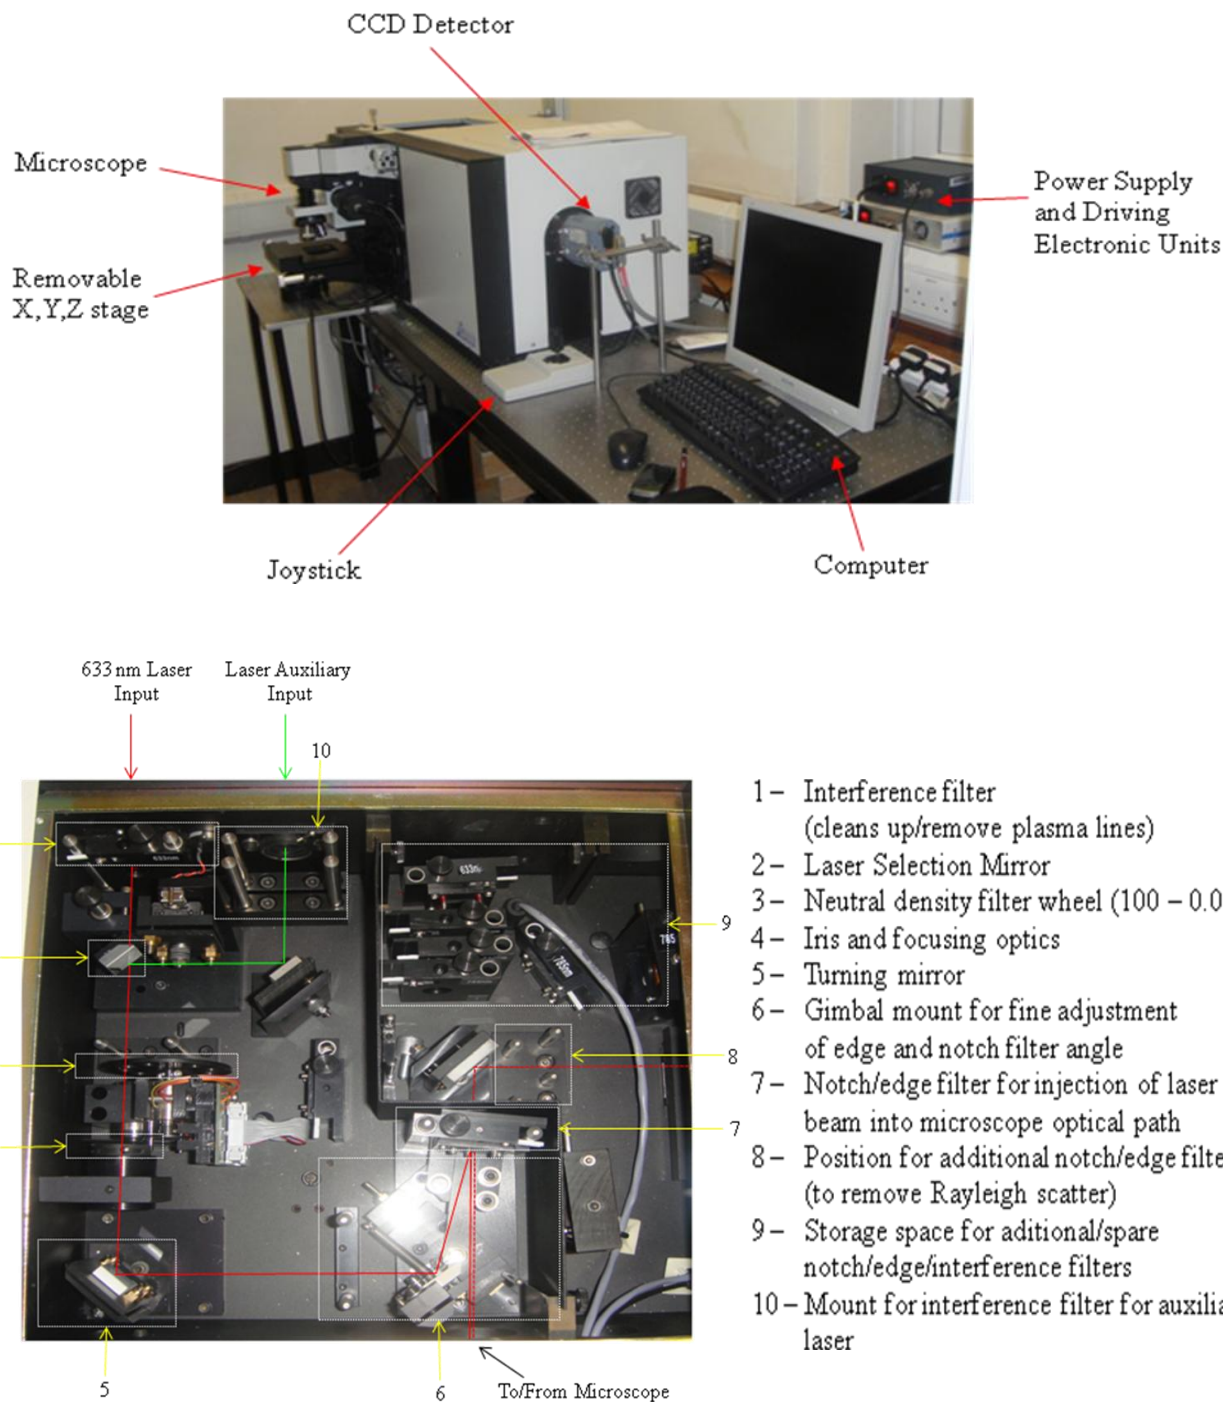 CCD Detector
Microscope
Power Supply
and Driving
Electronic Units
Removable
X,Y,Z stage
Joystick
Computer
633 nm Laser
Input
Laser Auxiliary
Input
10
633nm
9
785nm
785
8
7
5
6
To/From Microscope
1 – Interference filter
(cleans up/remove plasma lines)
2 – Laser Selection Mirror
3 – Neutral density filter wheel (100 – 0.0
4 – Iris and focusing optics
5 – Turning mirror
6 – Gimbal mount for fine adjustment
of edge and notch filter angle
7 – Notch/edge filter for injection of laser
beam into microscope optical path
8 – Position for additional notch/edge filte
(to remove Rayleigh scatter)
9 – Storage space for aditional/spare
notch/edge/interference filters
10 – Mount for interference filter for auxilia
laser